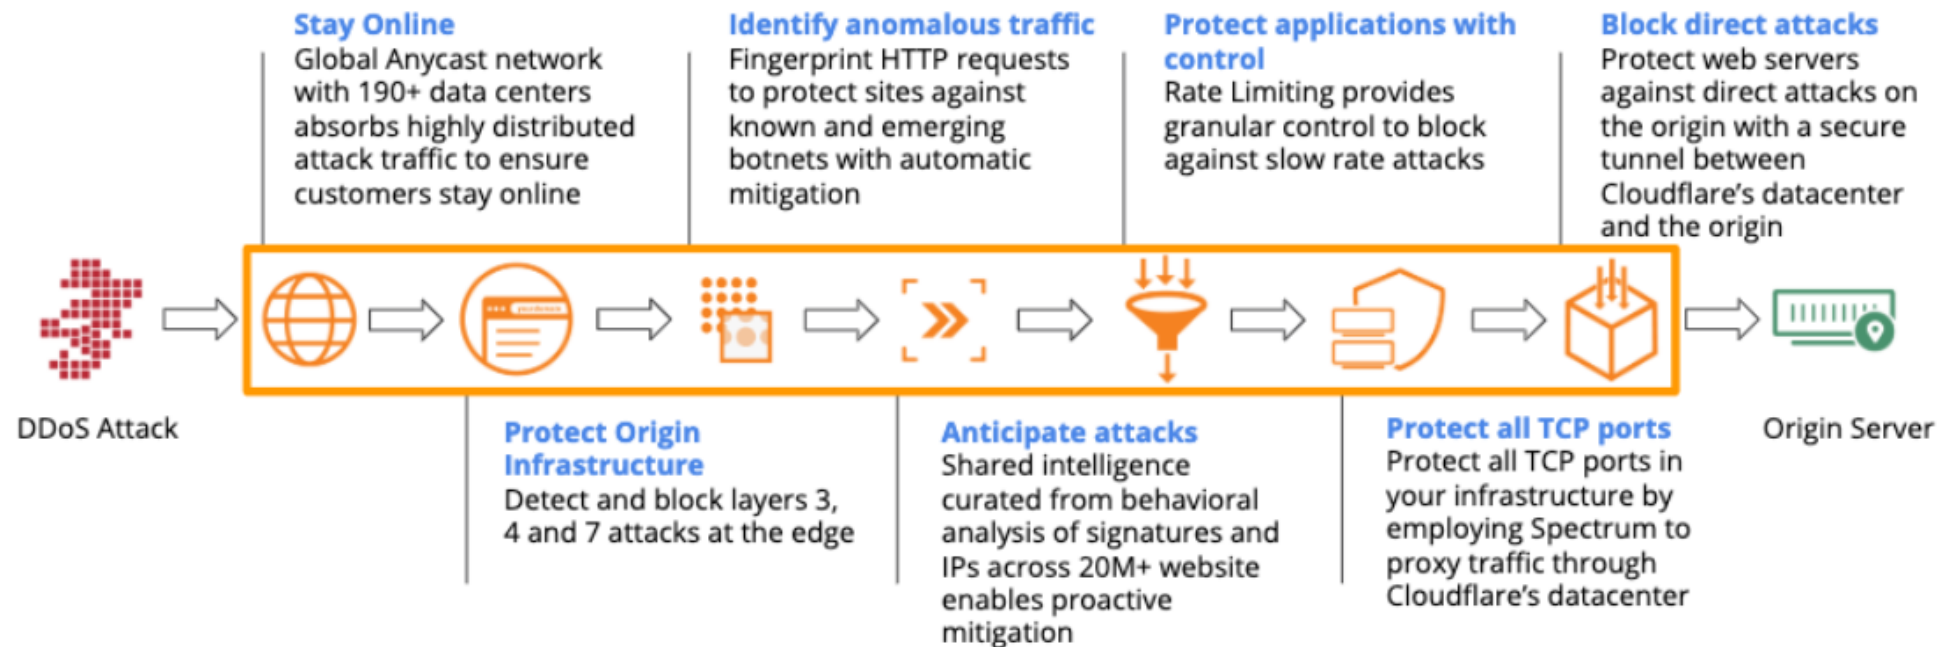 Stay Online
Global Anycast network
with 190+ data centers
absorbs highly distributed
attack traffic to ensure
customers stay online
Identify anomalous traffic
Fingerprint HTTP requests
to protect sites against
known and emerging
botnets with automatic
mitigation
Protect applications with
control
Rate Limiting provides
granular control to block
against slow rate attacks
Block direct attacks
Protect web servers
against direct attacks on
the origin with a secure
tunnel between
Cloudflare's datacenter
and the origin
DDoS Attack
Protect Origin
Infrastructure
Detect and block layers 3,
4 and 7 attacks at the edge
Anticipate attacks
Shared intelligence
curated from behavioral
analysis of signatures and
IPs across 20M+ website
enables proactive
mitigation
Protect all TCP ports
Protect all TCP ports in
your infrastructure by
employing Spectrum to
proxy traffic through
Cloudflare's datacenter
Origin Server